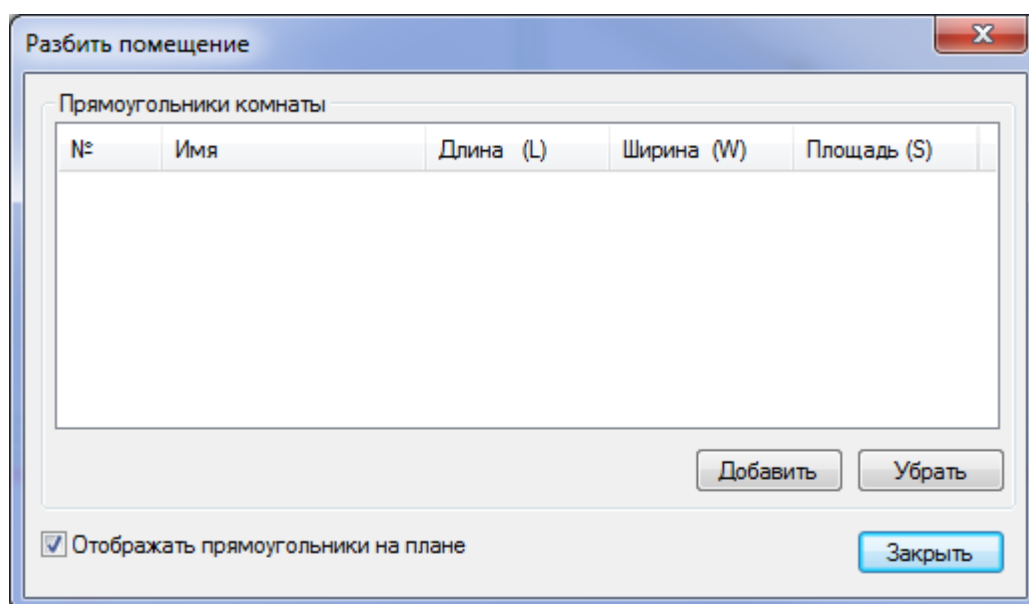 Разбить помещение
Прямоугольники комнаты
№ Имя Длина (L) Ширина (W) Площадь (S)
Добавить Убрать
Отображать прямоугольники на плане
Закрыть